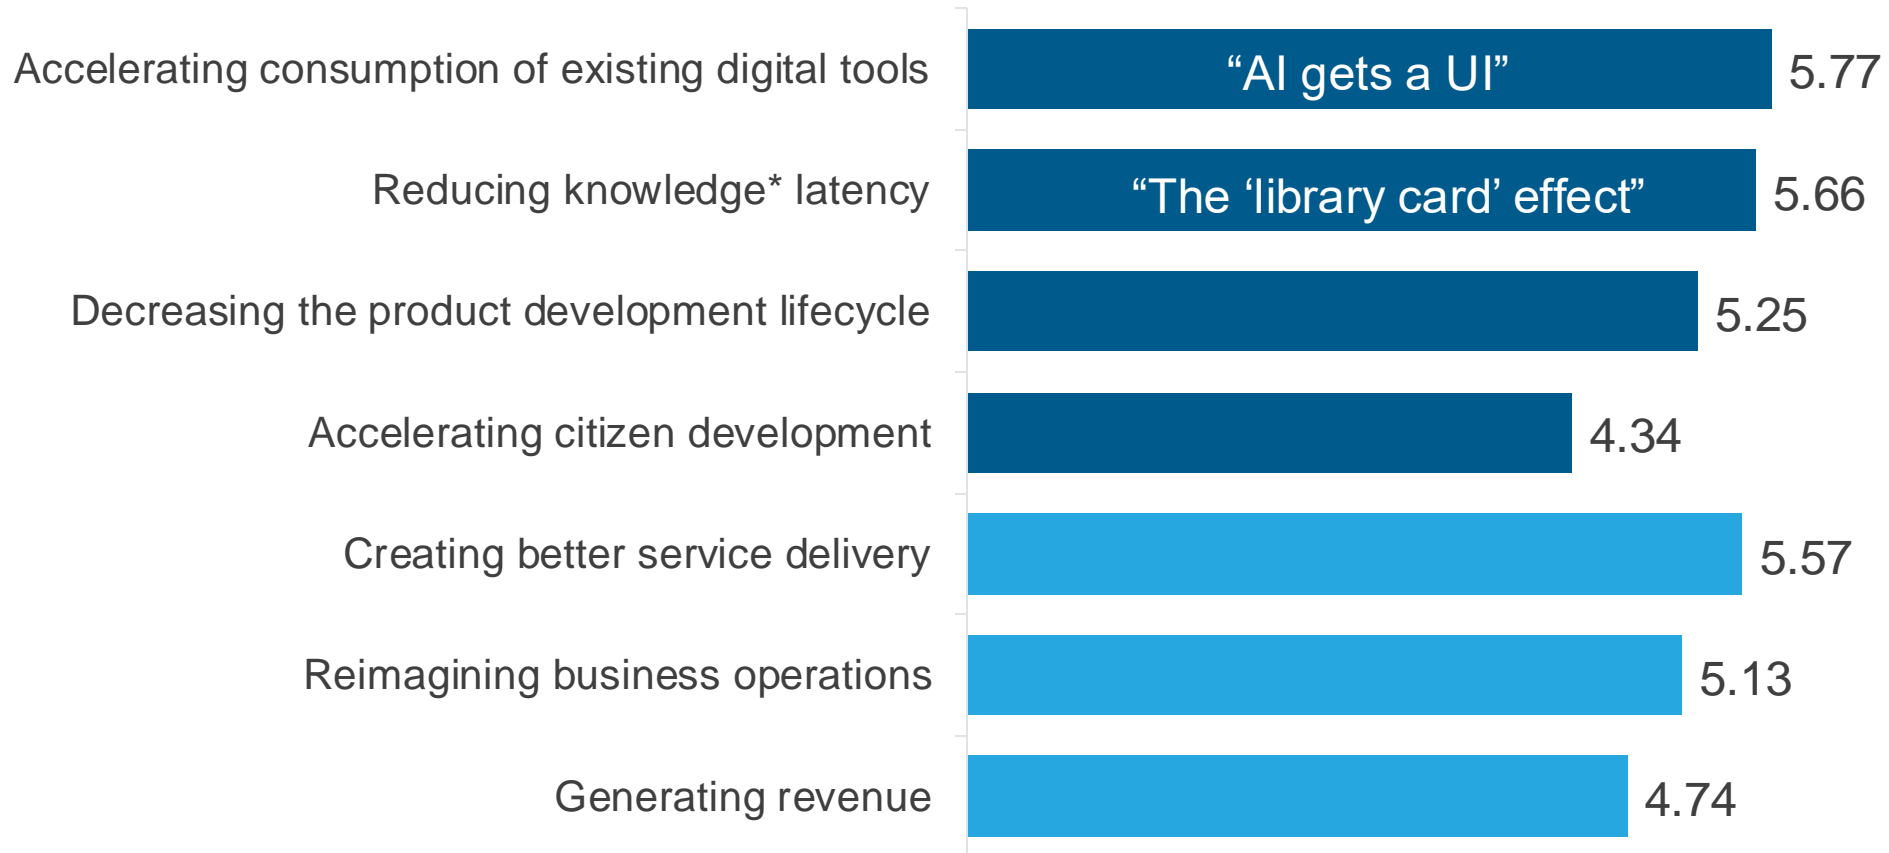 Accelerating consumption of existing digital tools “AI gets a UI” 5.77
Reducing knowledge* latency “The ‘library card’ effect” 5.66
Decreasing the product development lifecycle 5.25
Accelerating citizen development 4.34
Creating better service delivery 5.57
Reimagining business operations 5.13
Generating revenue 4.74